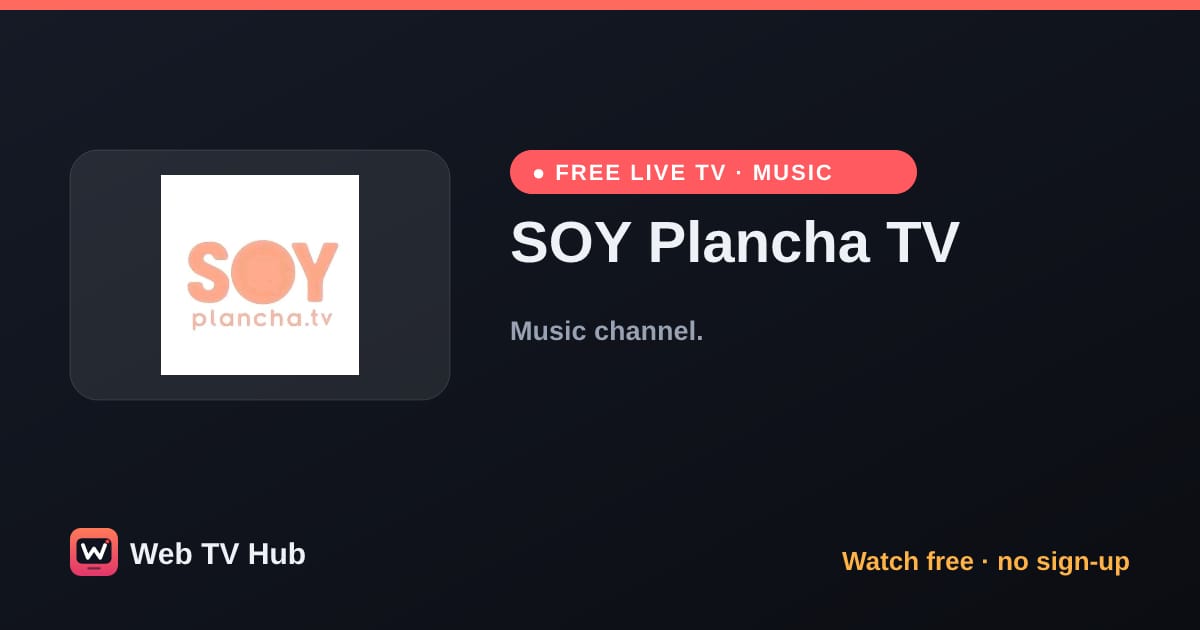 SOY
plancha.tv
• FREE LIVE TV · MUSIC
SOY Plancha TV
Music channel.
W
Web TV Hub
Watch free · no sign-up